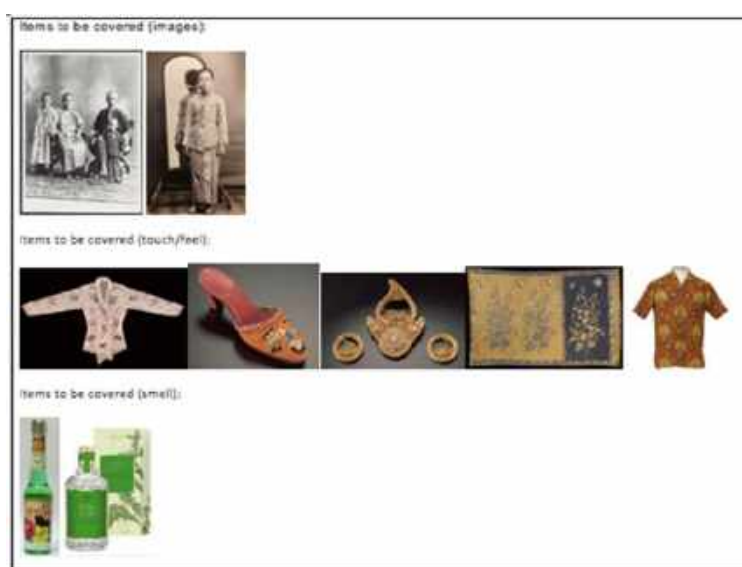 Items to be covered (images):
Items to be covered (touch/feel):
Items to be covered (smell):